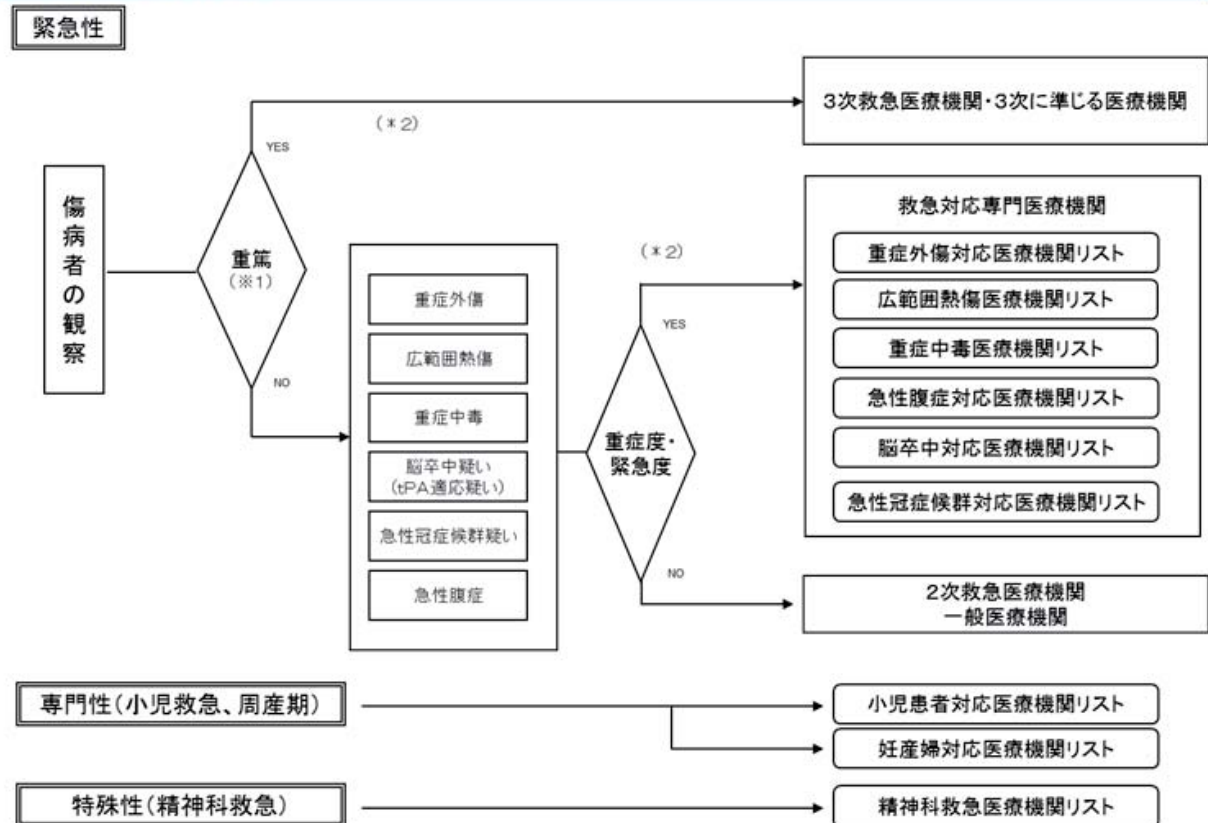 緊急性
傷病者の観察
重篤
(※1)
YES
(*2)
NO
3次救急医療機関・3次に準じる医療機関
重症外傷
広範囲熱傷
重症中毒
脳卒中疑い
(tPA適応疑い)
急性冠症候群疑い
急性腹症
重症度・
緊急度
(*2)
YES
NO
救急対応専門医療機関
重症外傷対応医療機関リスト
広範囲熱傷医療機関リスト
重症中毒医療機関リスト
急性腹症対応医療機関リスト
脳卒中対応医療機関リスト
急性冠症候群対応医療機関リスト
2次救急医療機関
一般医療機関
専門性(小児救急、周産期)
小児患者対応医療機関リスト
妊産婦対応医療機関リスト
特殊性(精神科救急)
精神科救急医療機関リスト